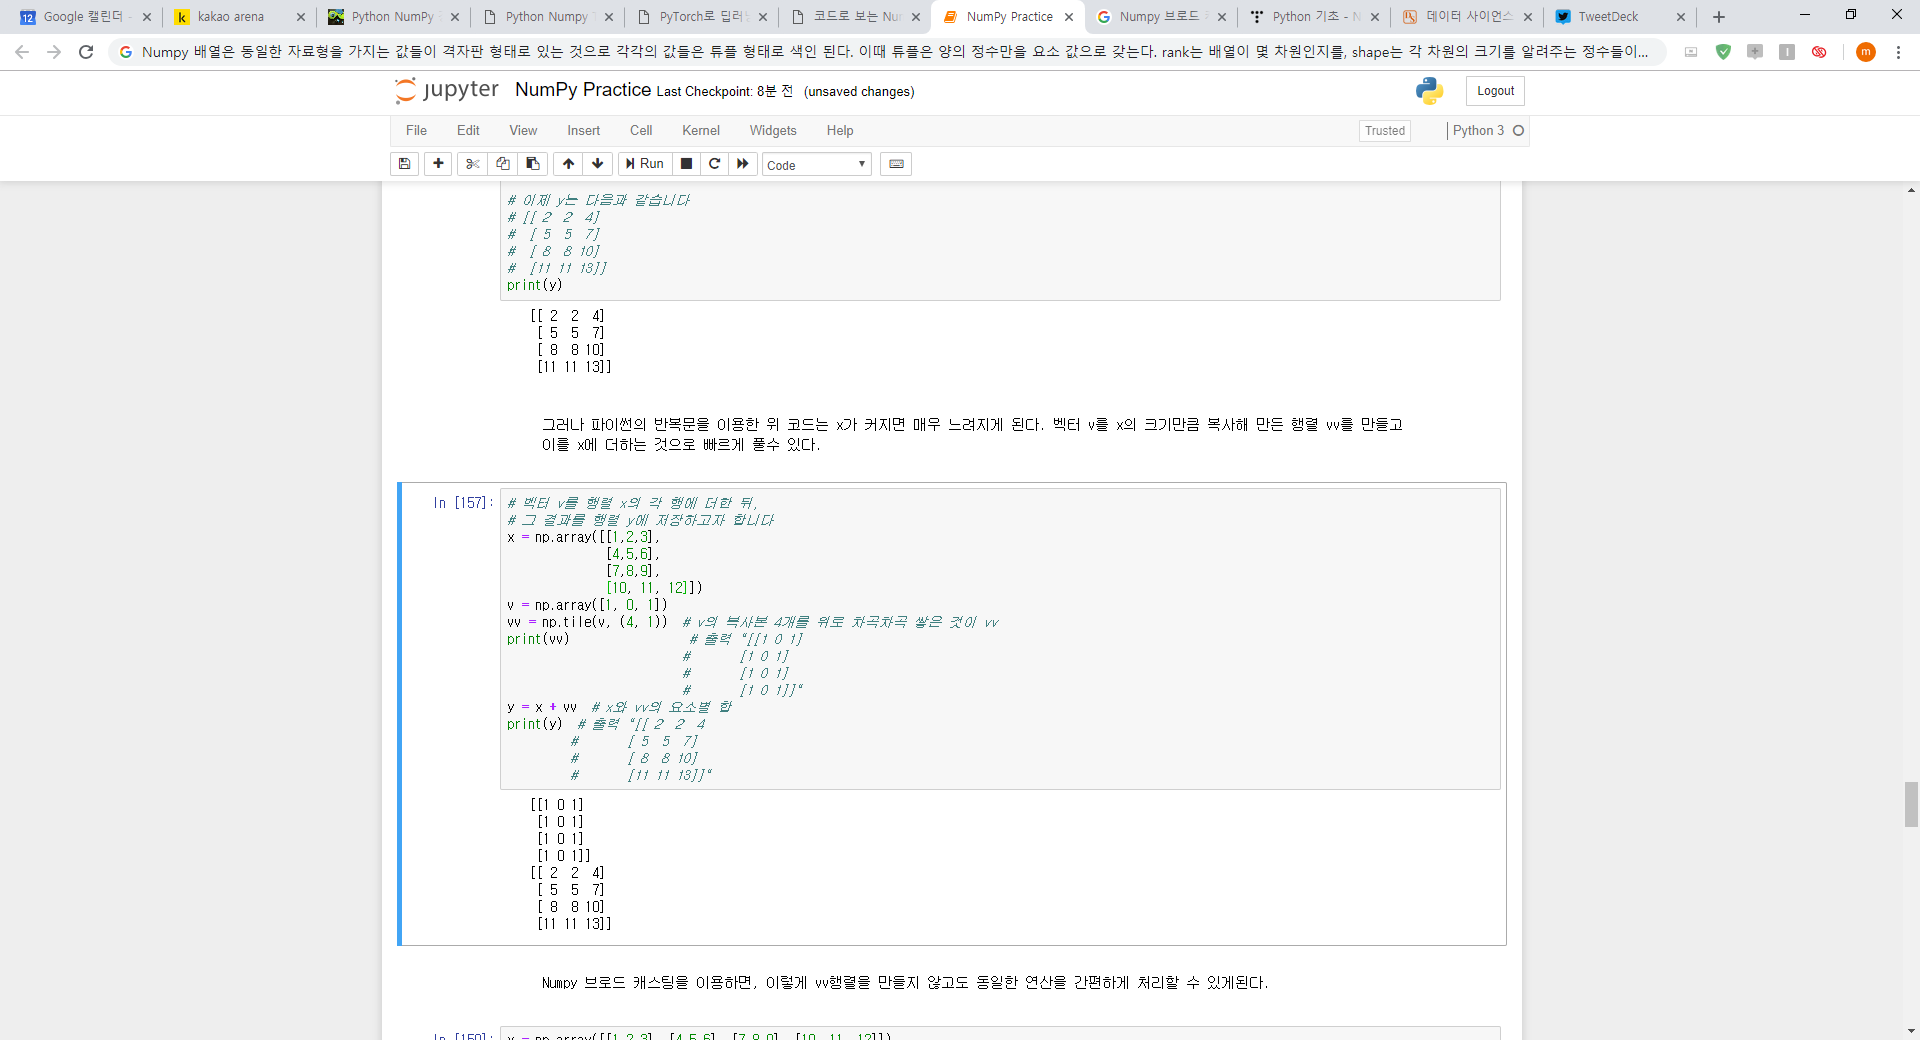 Google 캘린더 -
kakao arena
Python NumPy
Python Numpy
PyTorch로 딥러
코드로 보는 Nu
NumPy Practice
Numpy 브로드
Python 기초 - N
데이터 사이언스
TweetDeck
Numpy 배열은 동일한 자료형을 가지는 값들이 격자판 형태로 있는 것으로 각각의 값들은 튜플 형태로 색인 된다. 이때 튜플은 양의 정수만을 요소 값으로 갖는다. rank는 배열이 몇 차원인지를, shape는 각 차원의 크기를 알려주는 정수들이...
m
jupyter NumPy Practice Last Checkpoint: 8분 전 (unsaved changes)
Logout
File Edit View Insert Cell Kernel Widgets Help
Trusted
Python 3
Run
Code
# 이제 y는 다음과 같습니다
# [[ 2  2  4]
#  [ 5  5  7]
#  [ 8  8 10]
#  [11 11 13]]
print(y)
[[ 2  2  4]
 [ 5  5  7]
 [ 8  8 10]
 [11 11 13]]
그러나 파이썬의 반복문을 이용한 위 코드는 x가 커지면 매우 느려지게 된다. 벡터 v를 x의 크기만큼 복사해 만든 행렬 vv를 만들고
이를 x에 더하는 것으로 빠르게 풀수 있다.
In [157]:
# 벡터 v를 행렬 x의 각 행에 더한 뒤,
# 그 결과를 행렬 y에 저장하고자 합니다
x = np.array([[1,2,3],
              [4,5,6],
              [7,8,9],
              [10, 11, 12]])
v = np.array([1, 0, 1])
vv = np.tile(v, (4, 1))  # v의 복사본 4개를 위로 차곡차곡 쌓은 것이 vv
print(vv)                 # 출력 "[[1 0 1]
                         #       [1 0 1]
                         #       [1 0 1]
                         #       [1 0 1]]"
y = x + vv  # x와 vv의 요소별 합
print(y)  # 출력 "[[ 2  2  4
         #       [ 5  5  7]
         #       [ 8  8 10]
         #       [11 11 13]]"
[[1 0 1]
 [1 0 1]
 [1 0 1]
 [1 0 1]]
[[ 2  2  4]
 [ 5  5  7]
 [ 8  8 10]
 [11 11 13]]
Numpy 브로드 캐스팅을 이용하면, 이렇게 vv행렬을 만들지 않고도 동일한 연산을 간편하게 처리할 수 있게된다.
x = np.array([[1,2,3], [4,5,6], [7,8,9], [10, 11, 12]])